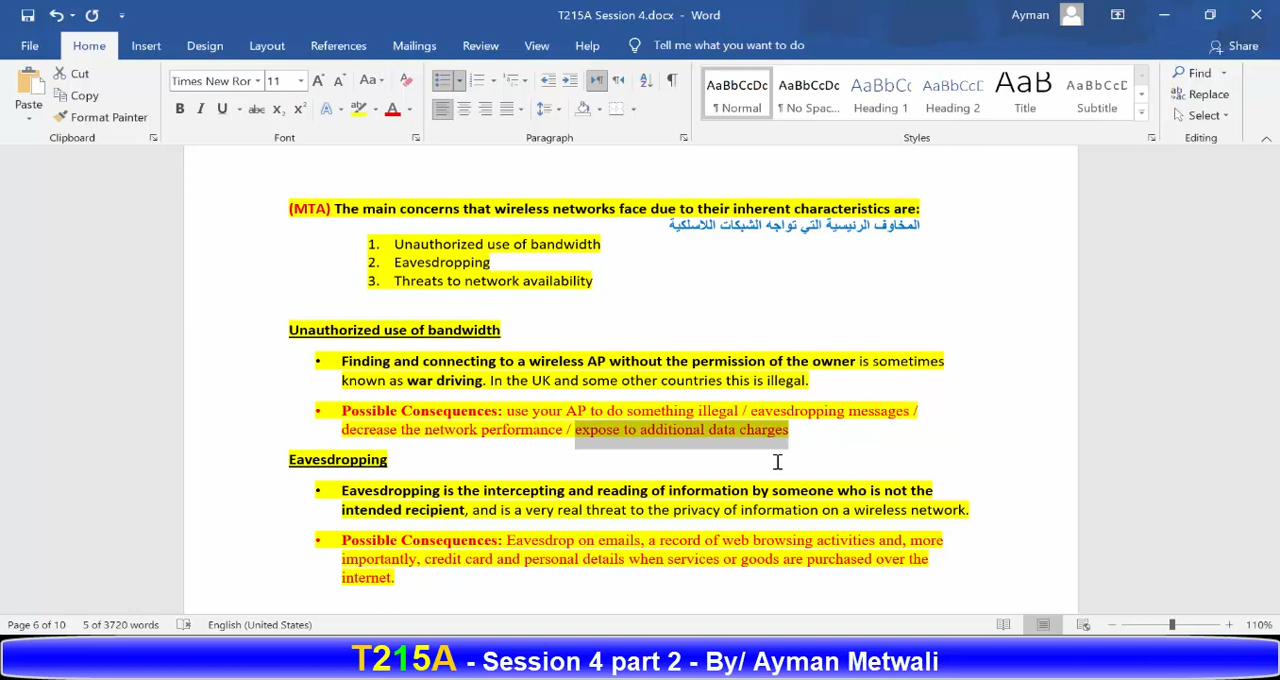 T215A Session 4.docx - Word
Ayman
File Home Insert Design Layout References Mailings Review View Help Tell me what you want to do Share
Paste
Cut
Copy
Format Painter
Clipboard
Times New Ror 11
Font
Paragraph
AaBbCcDc AaBbCcDc AaBbCc AaBbCcD AaB AaBbCcD
¶ Normal ¶ No Spac... Heading 1 Heading 2 Title Subtitle
Styles
Find
Replace
Select
Editing
(MTA) The main concerns that wireless networks face due to their inherent characteristics are:
المخاوف الرئيسية التي تواجه الشبكات اللاسلكية
1. Unauthorized use of bandwidth
2. Eavesdropping
3. Threats to network availability
Unauthorized use of bandwidth
• Finding and connecting to a wireless AP without the permission of the owner is sometimes
known as war driving. In the UK and some other countries this is illegal.
• Possible Consequences: use your AP to do something illegal / eavesdropping messages /
decrease the network performance / expose to additional data charges
Eavesdropping
• Eavesdropping is the intercepting and reading of information by someone who is not the
intended recipient, and is a very real threat to the privacy of information on a wireless network.
• Possible Consequences: Eavesdrop on emails, a record of web browsing activities and, more
importantly, credit card and personal details when services or goods are purchased over the
internet.
Page 6 of 10 5 of 3720 words English (United States) 110%
T215A - Session 4 part 2 - By/ Ayman Metwali